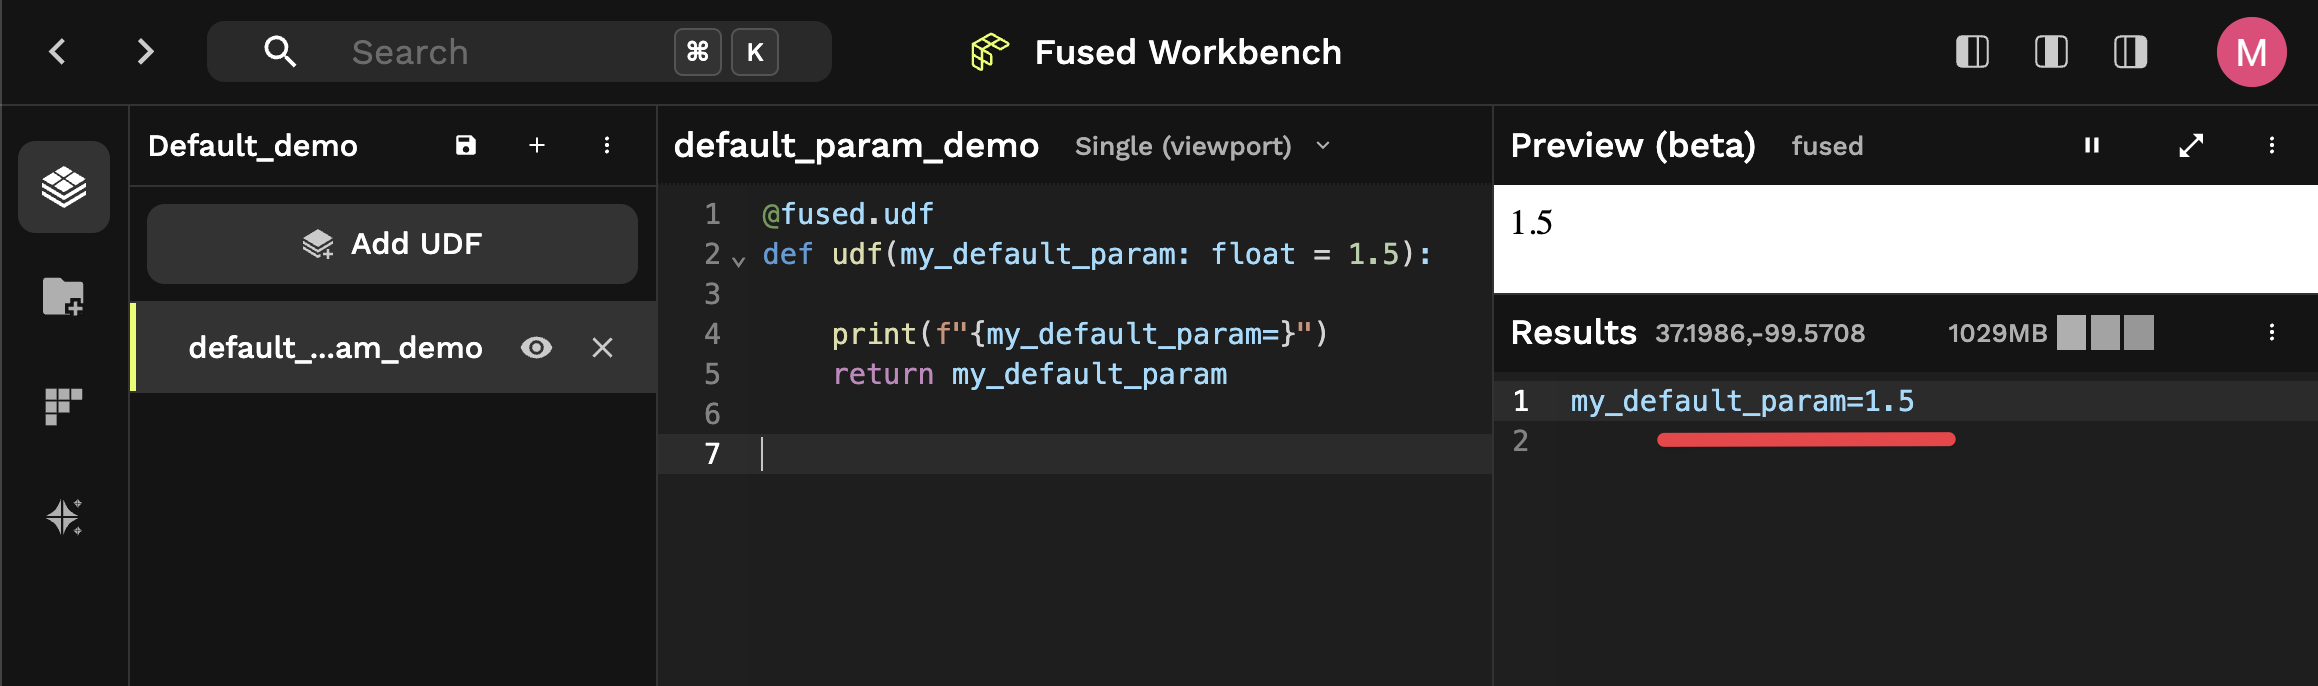 Search ⌘ K
Fused Workbench
M
Default_demo
Add UDF
default_...am_demo
default_param_demo Single (viewport)
1 @fused.udf
2 def udf(my_default_param: float = 1.5):
3
4 print(f"{my_default_param=}")
5 return my_default_param
6
7
Preview (beta) fused
1.5
Results 37.1986,-99.5708 1029MB
1 my_default_param=1.5
2